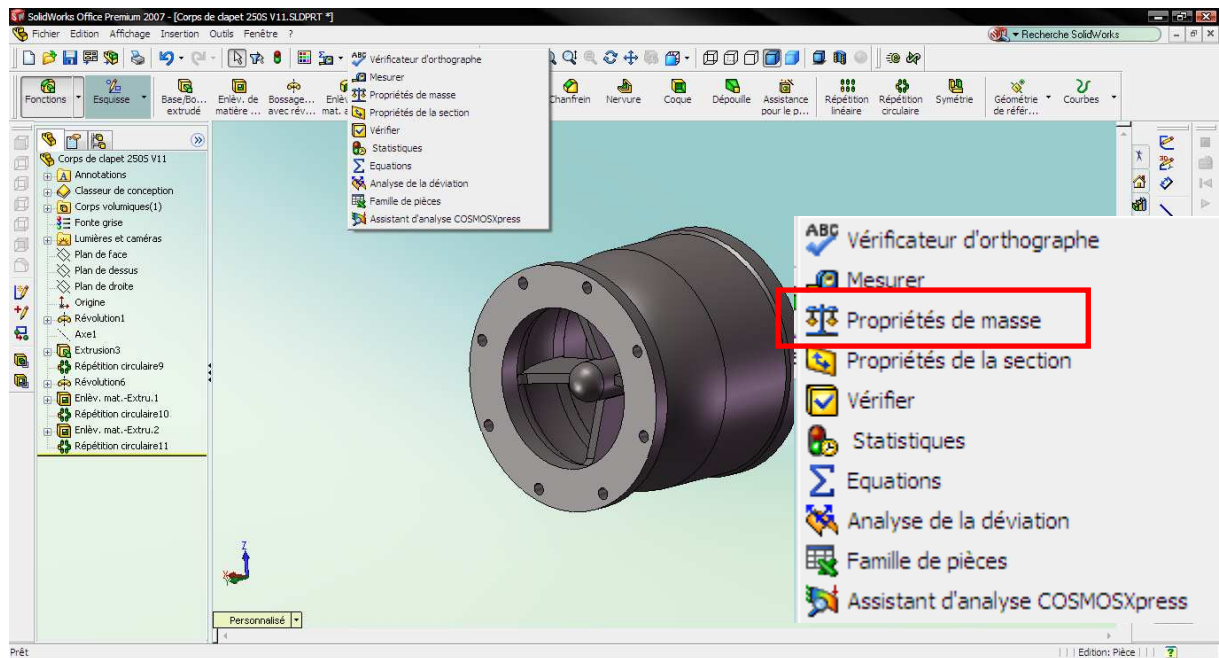 SolidWorks Office Premium 2007 - [Corps de clapet 250S V11.SLDPRT *]
Fichier Edition Affichage Insertion Outils Fenêtre ?
Recherche SolidWorks
Fonctions Esquisse Base/Bo... extrudé Enlèv. de matière ... Bossage... avec rév... Enlèv mat. a Chanfrein Nervure Coque Dépouille Assistance pour le p... Répétition linéaire Répétition circulaire Symétrie Géométrie de référ... Courbes
ABC Vérificateur d'orthographe
Mesurer
Propriétés de masse
Propriétés de la section
Vérifier
Statistiques
Equations
Analyse de la déviation
Famille de pièces
Assistant d'analyse COSMOSXpress
Corps de clapet 250S V11
Annotations
Classeur de conception
Corps volumiques(1)
Fonte grise
Lumières et caméras
Plan de face
Plan de dessus
Plan de droite
Origine
Révolution1
Axe1
Extrusion3
Répétition circulaire9
Révolution6
Enlèv. mat.-Extru.1
Répétition circulaire10
Enlèv. mat.-Extru.2
Répétition circulaire11
ABC Vérificateur d'orthographe
Mesurer
Propriétés de masse
Propriétés de la section
Vérifier
Statistiques
Equations
Analyse de la déviation
Famille de pièces
Assistant d'analyse COSMOSXpress
Z
X
Personnalisé
Prêt
Edition: Pièce